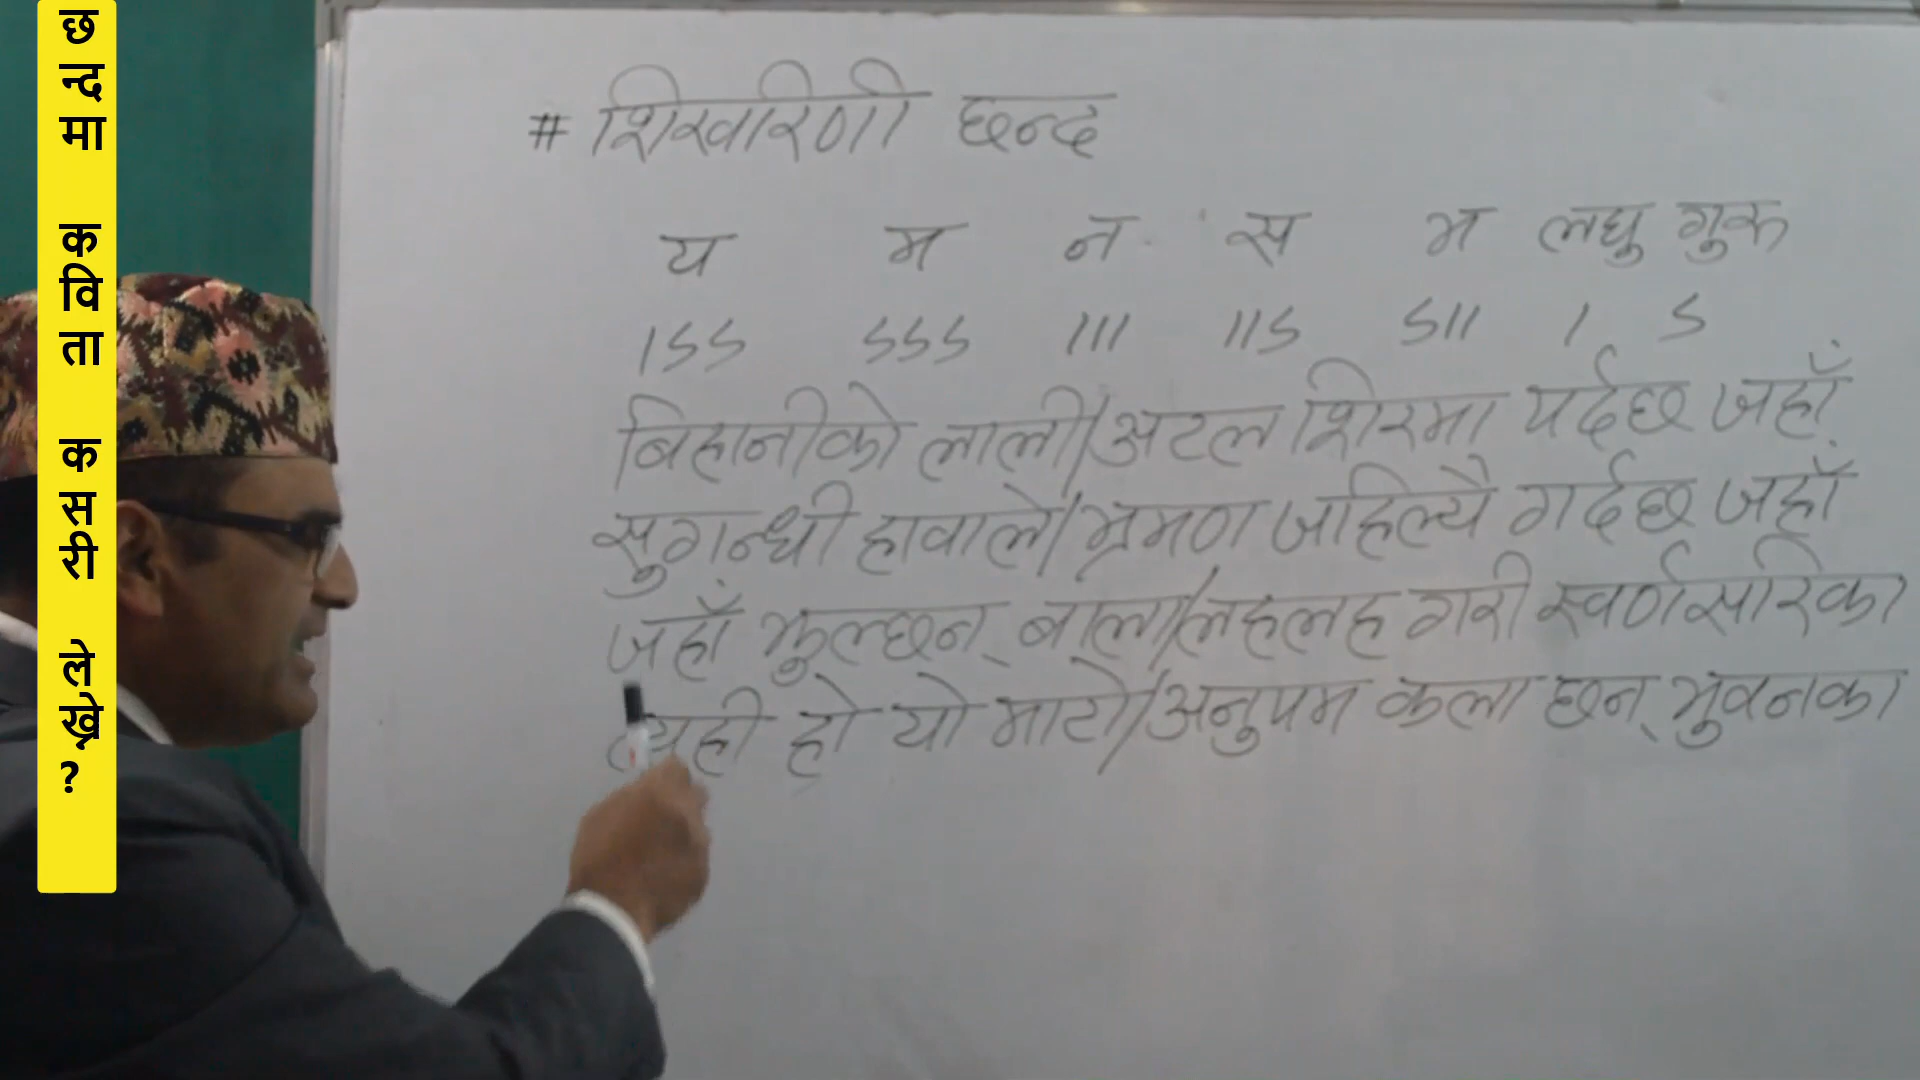 छन्दमा कविता कसरी लेख्ने?
# शिखरिणी छन्द
य म न स भ लघु गुरू
ISS SSS III IIS SII I S
बिहानीको लाली/अटल शिरमा पर्दछ जहाँ
सुगन्धी हावाले/भ्रमण जहिल्यै गर्दछ जहाँ
जहाँ झुल्छन् बाला/लहलह गरी स्वर्णसरिका
त्यही हो यो माटो/अनुपम कला छन् भुवनका